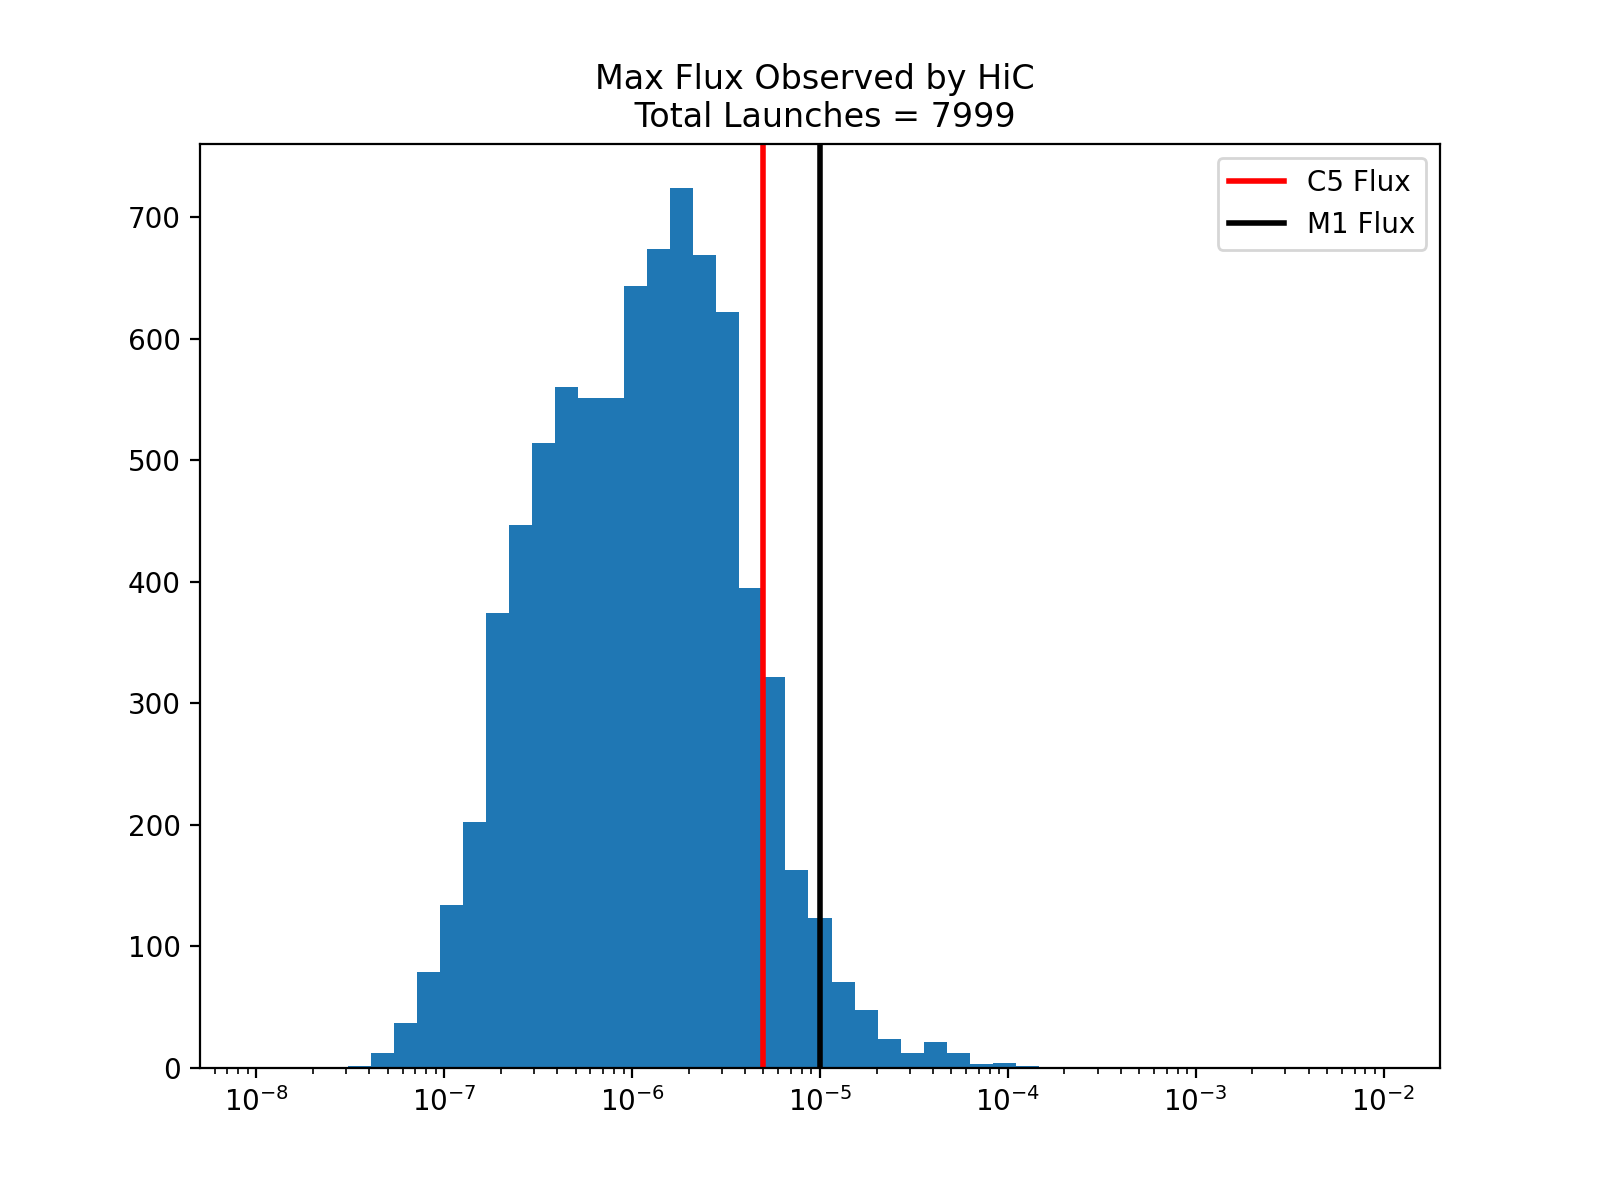 Max Flux Observed by HiC
Total Launches = 7999
C5 Flux
M1 Flux
700
600
500
400
300
200
100
0
10⁻⁸ 10⁻⁷ 10⁻⁶ 10⁻⁵ 10⁻⁴ 10⁻³ 10⁻²